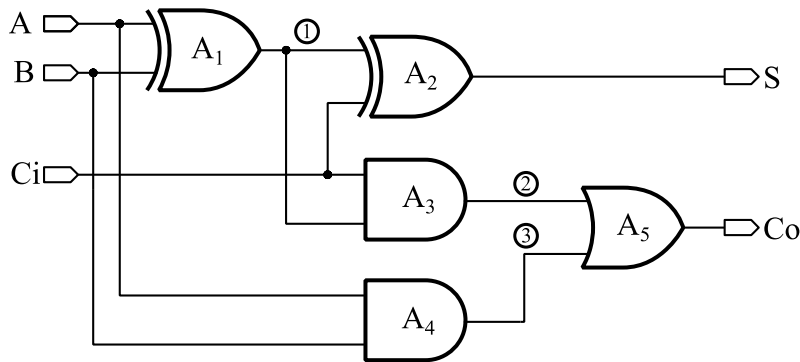 A
①
A₁
B
A₂
S
Ci
②
A₃
③
A₅
Co
A₄